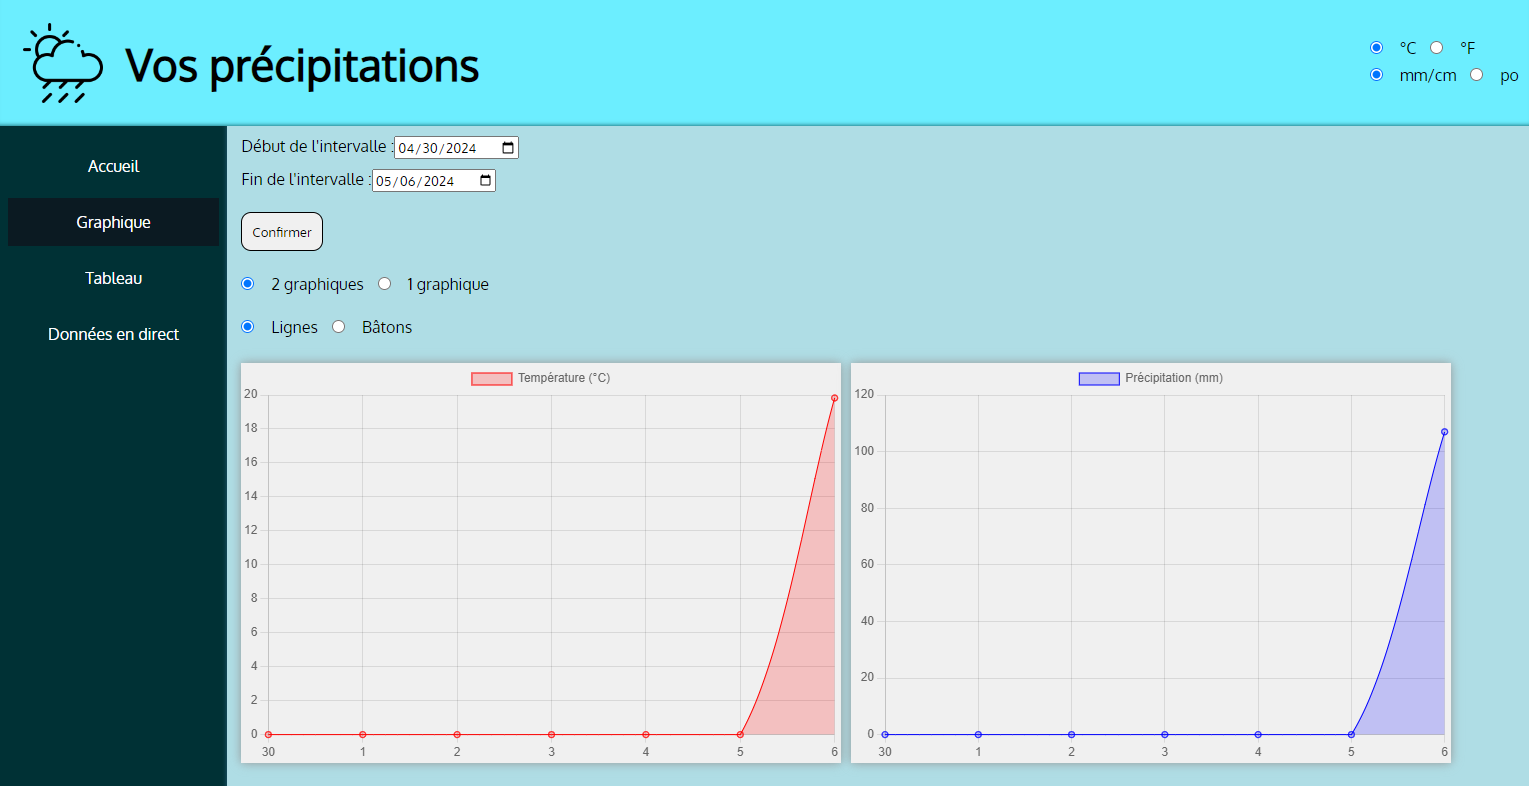 Vos précipitations
°C °F
mm/cm po
Accueil
Graphique
Tableau
Données en direct
Début de l'intervalle : 04/30/2024
Fin de l'intervalle : 05/06/2024
Confirmer
2 graphiques 1 graphique
Lignes Bâtons
Température (°C)
20
18
16
14
12
10
8
6
4
2
0
30 1 2 3 4 5 6
Précipitation (mm)
120
100
80
60
40
20
0
30 1 2 3 4 5 6